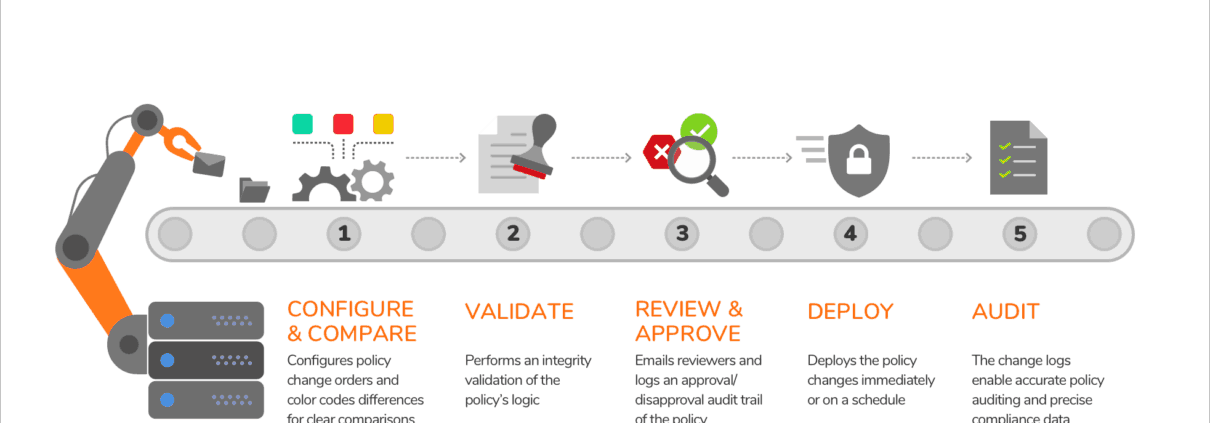 1
2
3
4
5
CONFIGURE
& COMPARE
Configures policy
change orders and
color codes differences
for clear comparisons
VALIDATE
Performs an integrity
validation of the
policy's logic
REVIEW &
APPROVE
Emails reviewers and
logs an approval/
disapproval audit trail
of the policy
DEPLOY
Deploys the policy
changes immediately
or on a schedule
AUDIT
The change logs
enable accurate policy
auditing and precise
compliance data